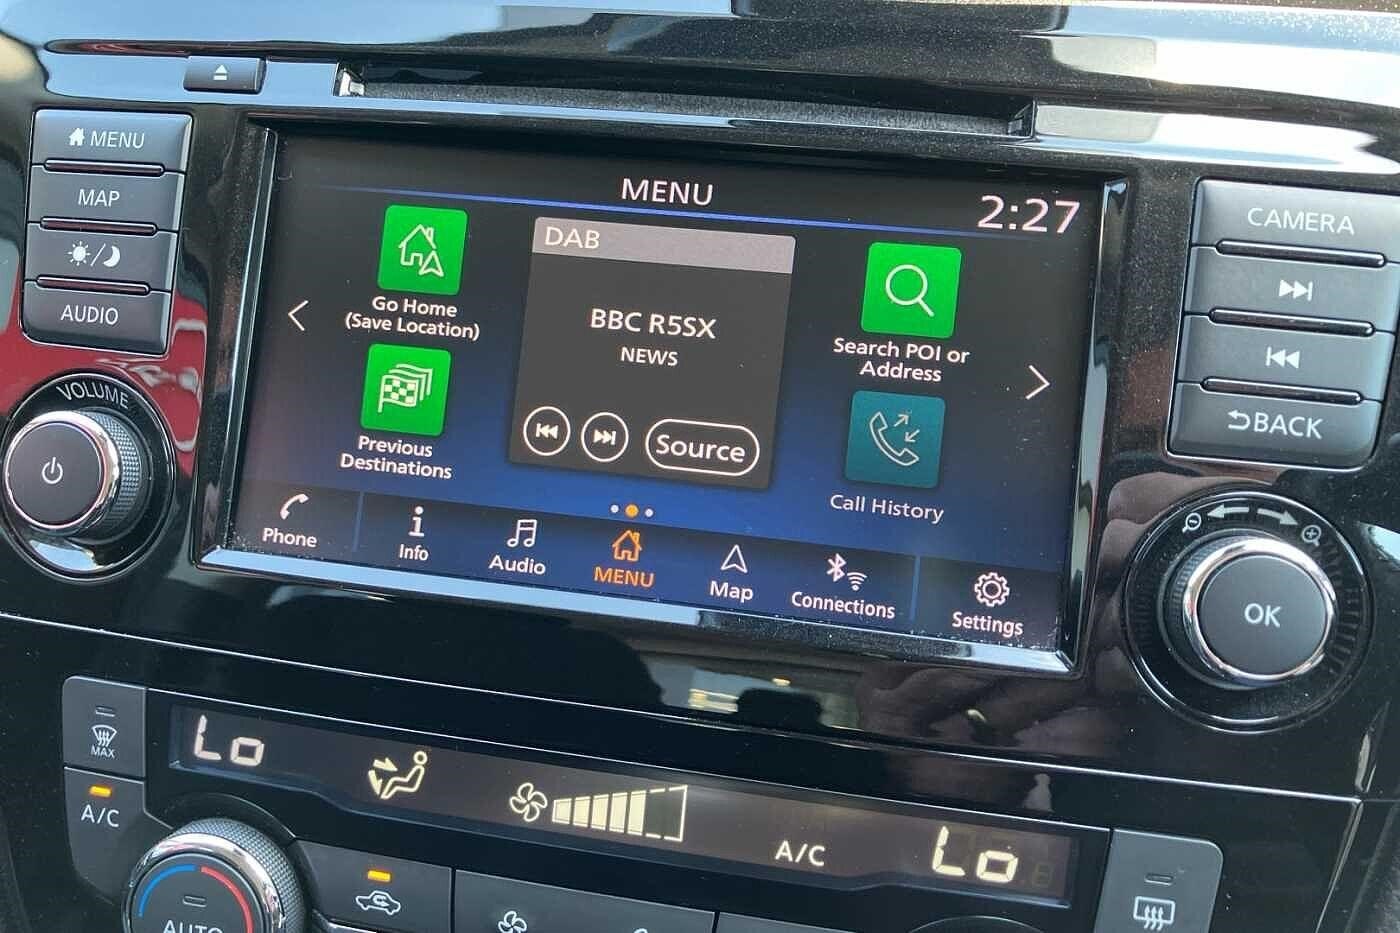 MENU
MAP
AUDIO
VOLUME
MENU
2:27
Go Home
(Save Location)
Previous
Destinations
DAB
BBC R5SX
NEWS
Source
Search POI or
Address
Call History
Phone
Info
Audio
MENU
Map
Connections
Settings
CAMERA
BACK
OK
MAX
A/C
Lo
A/C
Lo
AUTO